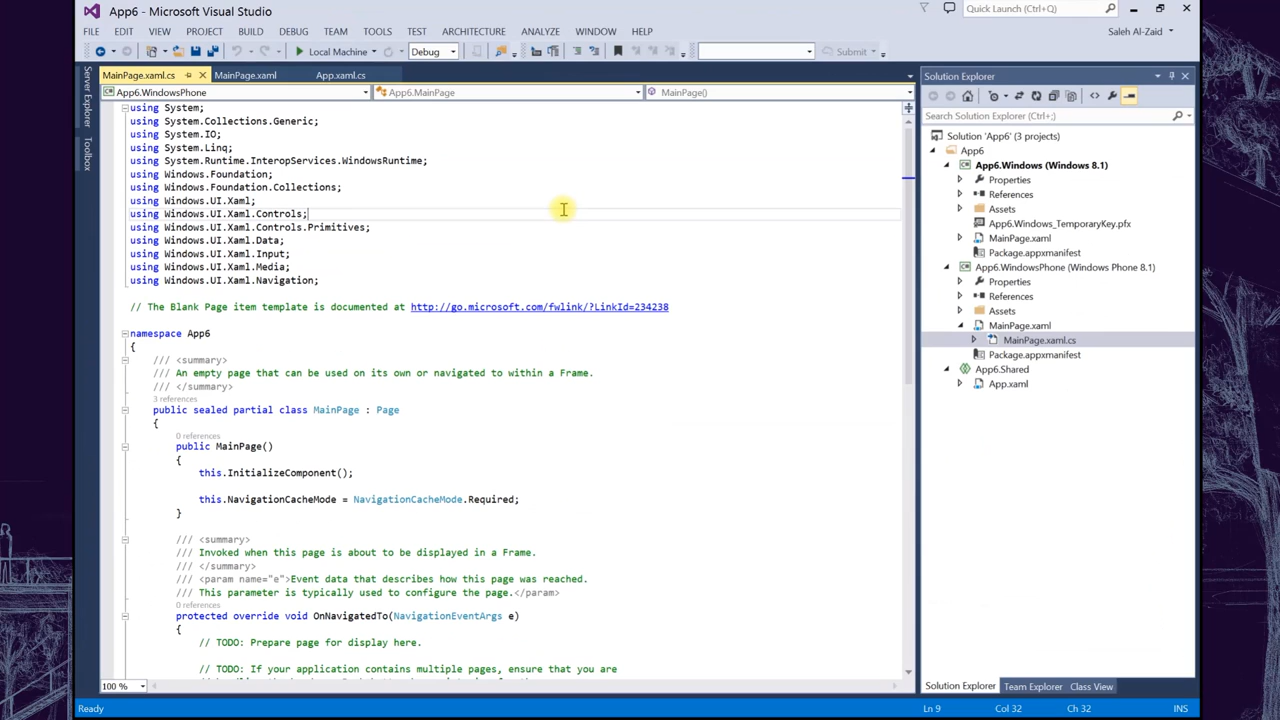 App6 - Microsoft Visual Studio
Quick Launch (Ctrl+;)
FILE EDIT VIEW PROJECT BUILD DEBUG TEAM TOOLS TEST ARCHITECTURE ANALYZE WINDOW HELP
Saleh Al-Zaid
Local Machine Debug Submit
Server Explorer
Toolbox
MainPage.xaml.cs MainPage.xaml App.xaml.cs
App6.WindowsPhone App6.MainPage MainPage()
using System;
using System.Collections.Generic;
using System.IO;
using System.Linq;
using System.Runtime.InteropServices.WindowsRuntime;
using Windows.Foundation;
using Windows.Foundation.Collections;
using Windows.UI.Xaml;
using Windows.UI.Xaml.Controls;
using Windows.UI.Xaml.Controls.Primitives;
using Windows.UI.Xaml.Data;
using Windows.UI.Xaml.Input;
using Windows.UI.Xaml.Media;
using Windows.UI.Xaml.Navigation;
// The Blank Page item template is documented at http://go.microsoft.com/fwlink/?LinkId=234238
namespace App6
{
/// <summary>
/// An empty page that can be used on its own or navigated to within a Frame.
/// </summary>
3 references
public sealed partial class MainPage : Page
{
0 references
public MainPage()
{
this.InitializeComponent();
this.NavigationCacheMode = NavigationCacheMode.Required;
}
/// <summary>
/// Invoked when this page is about to be displayed in a Frame.
/// </summary>
/// <param name="e">Event data that describes how this page was reached.
/// This parameter is typically used to configure the page.</param>
0 references
protected override void OnNavigatedTo(NavigationEventArgs e)
{
// TODO: Prepare page for display here.
// TODO: If your application contains multiple pages, ensure that you are
100 %
Solution Explorer
Search Solution Explorer (Ctrl+;)
Solution 'App6' (3 projects)
App6
App6.Windows (Windows 8.1)
Properties
References
Assets
App6.Windows_TemporaryKey.pfx
MainPage.xaml
Package.appxmanifest
App6.WindowsPhone (Windows Phone 8.1)
Properties
References
Assets
MainPage.xaml
MainPage.xaml.cs
Package.appxmanifest
App6.Shared
App.xaml
Solution Explorer Team Explorer Class View
Ready Ln 9 Col 32 Ch 32 INS